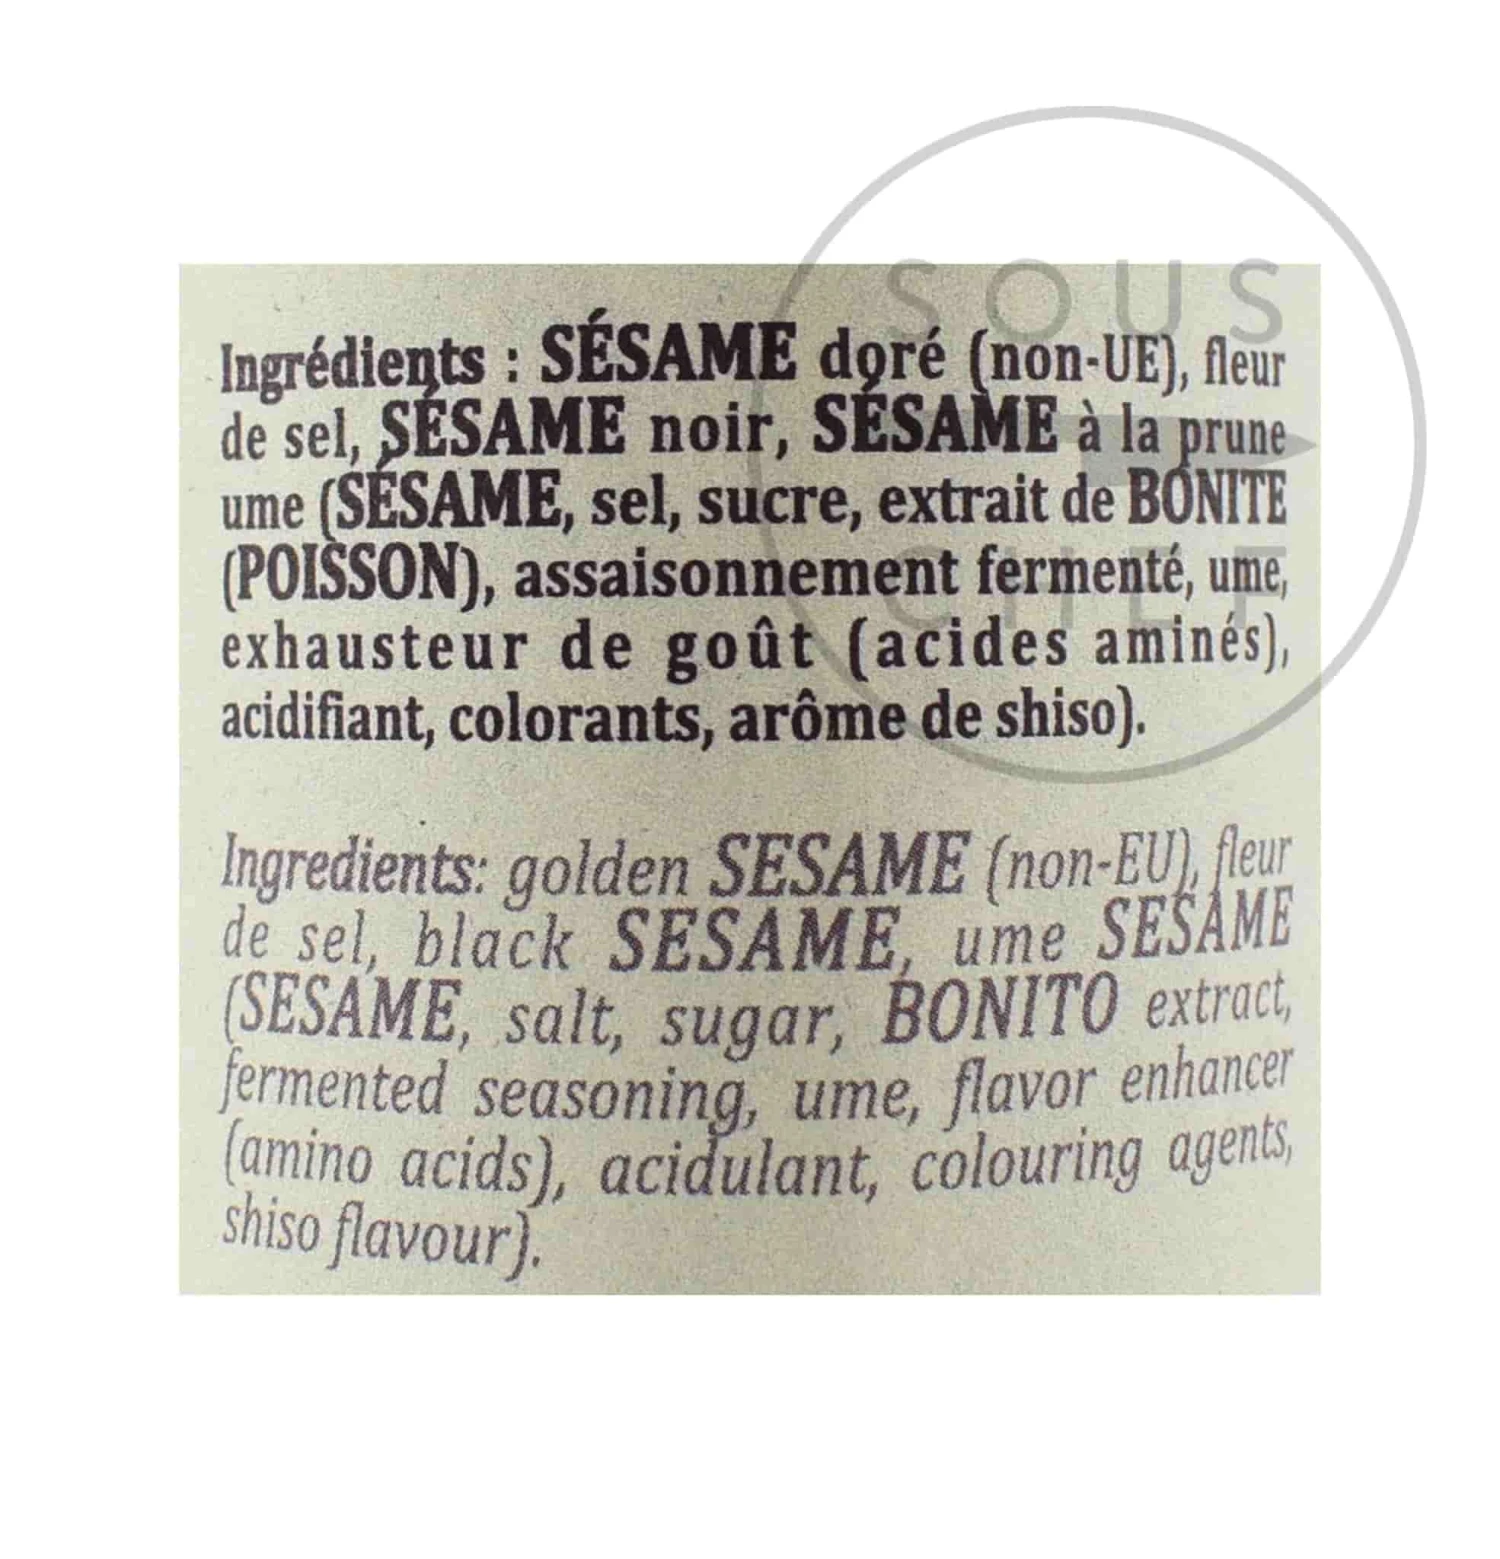 SOUS
CHEF
Ingrédients : SÉSAME doré (non-UE), fleur
de sel, SÉSAME noir, SÉSAME à la prune
ume (SÉSAME, sel, sucre, extrait de BONITE
(POISSON), assaisonnement fermenté, ume,
exhausteur de goût (acides aminés),
acidifiant, colorants, arôme de shiso).
Ingredients: golden SESAME (non-EU), fleur
de sel, black SESAME, ume SESAME
(SESAME, salt, sugar, BONITO extract,
fermented seasoning, ume, flavor enhancer
(amino acids), acidulant, colouring agents,
shiso flavour).